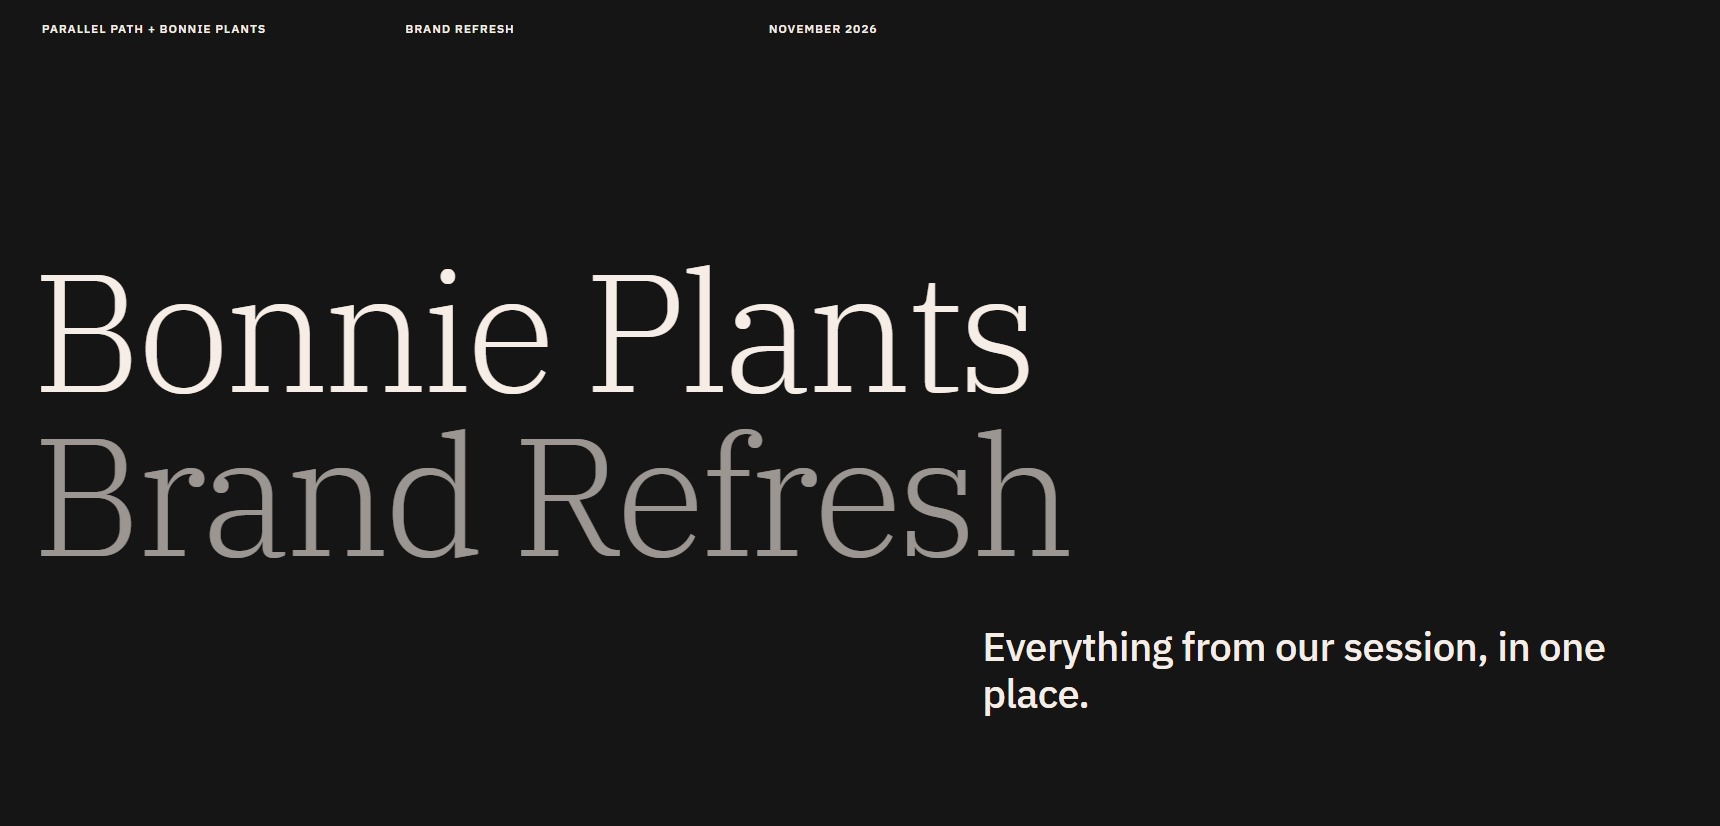 PARALLEL PATH + BONNIE PLANTS
BRAND REFRESH
NOVEMBER 2026
Bonnie Plants
Brand Refresh
Everything from our session, in one
place.